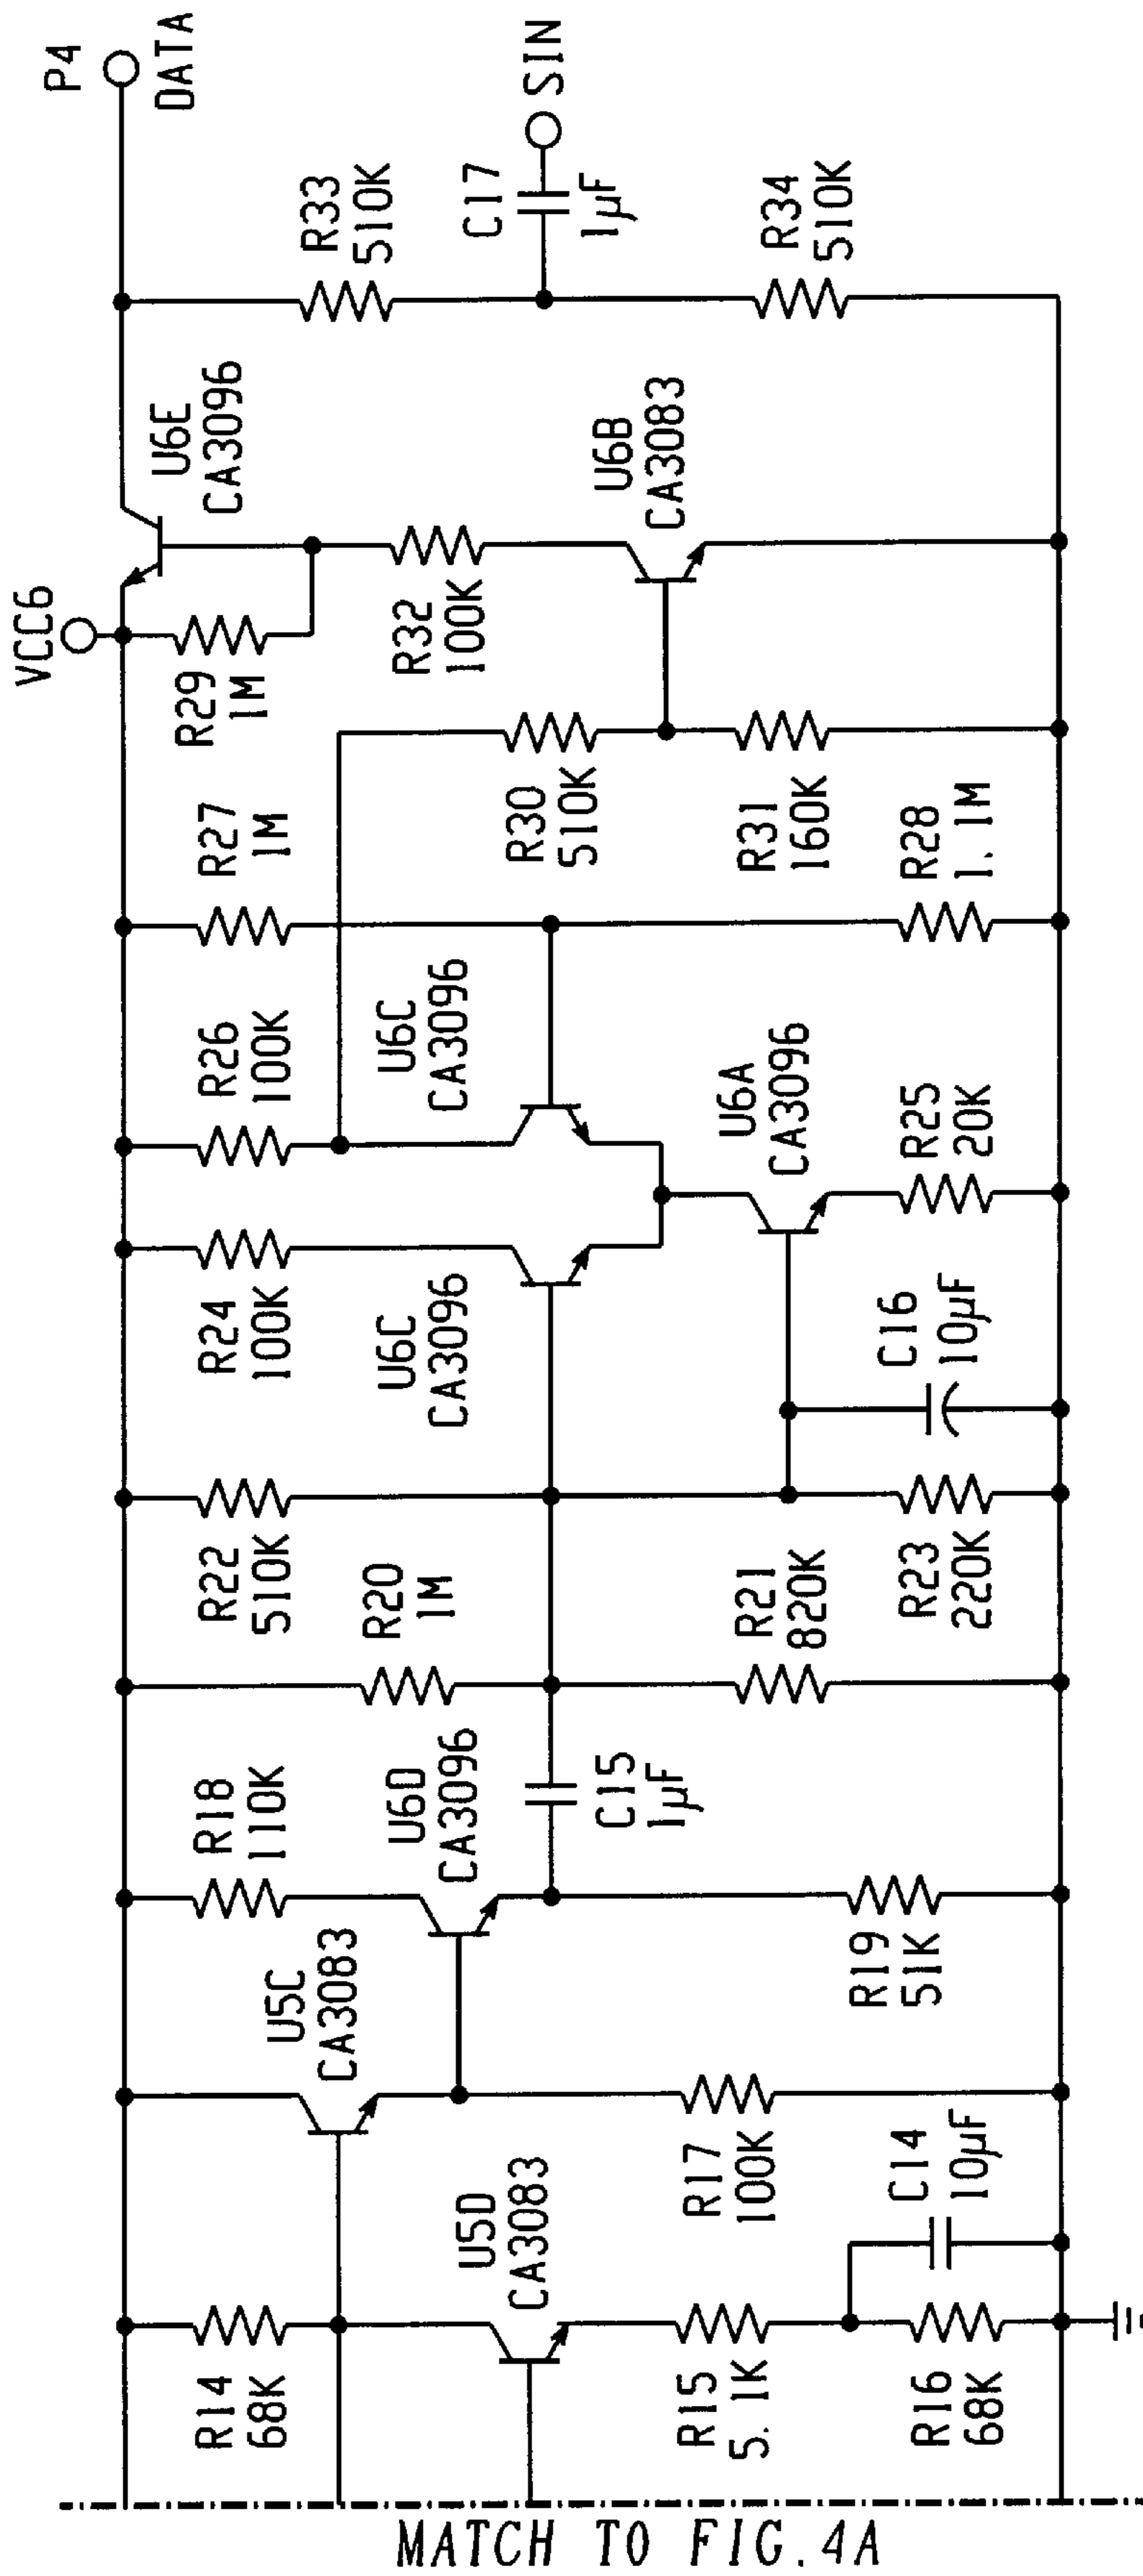 P4
DATA
VCC6
U6E
CA3096
R33
510K
C17
1µF
SIN
R34
510K
R29
1M
R32
100K
U6B
CA3083
R27
1M
R30
510K
R31
160K
R28
1.1M
R26
100K
U6C
CA3096
U6A
CA3096
R25
20K
R24
100K
U6C
CA3096
C16
10µF
R22
510K
R20
1M
R21
820K
R23
220K
R18
110K
U6D
CA3096
C15
1µF
R19
51K
U5C
CA3083
R17
100K
C14
10µF
R14
68K
U5D
CA3083
R15
5.1K
R16
68K
MATCH TO FIG.4A